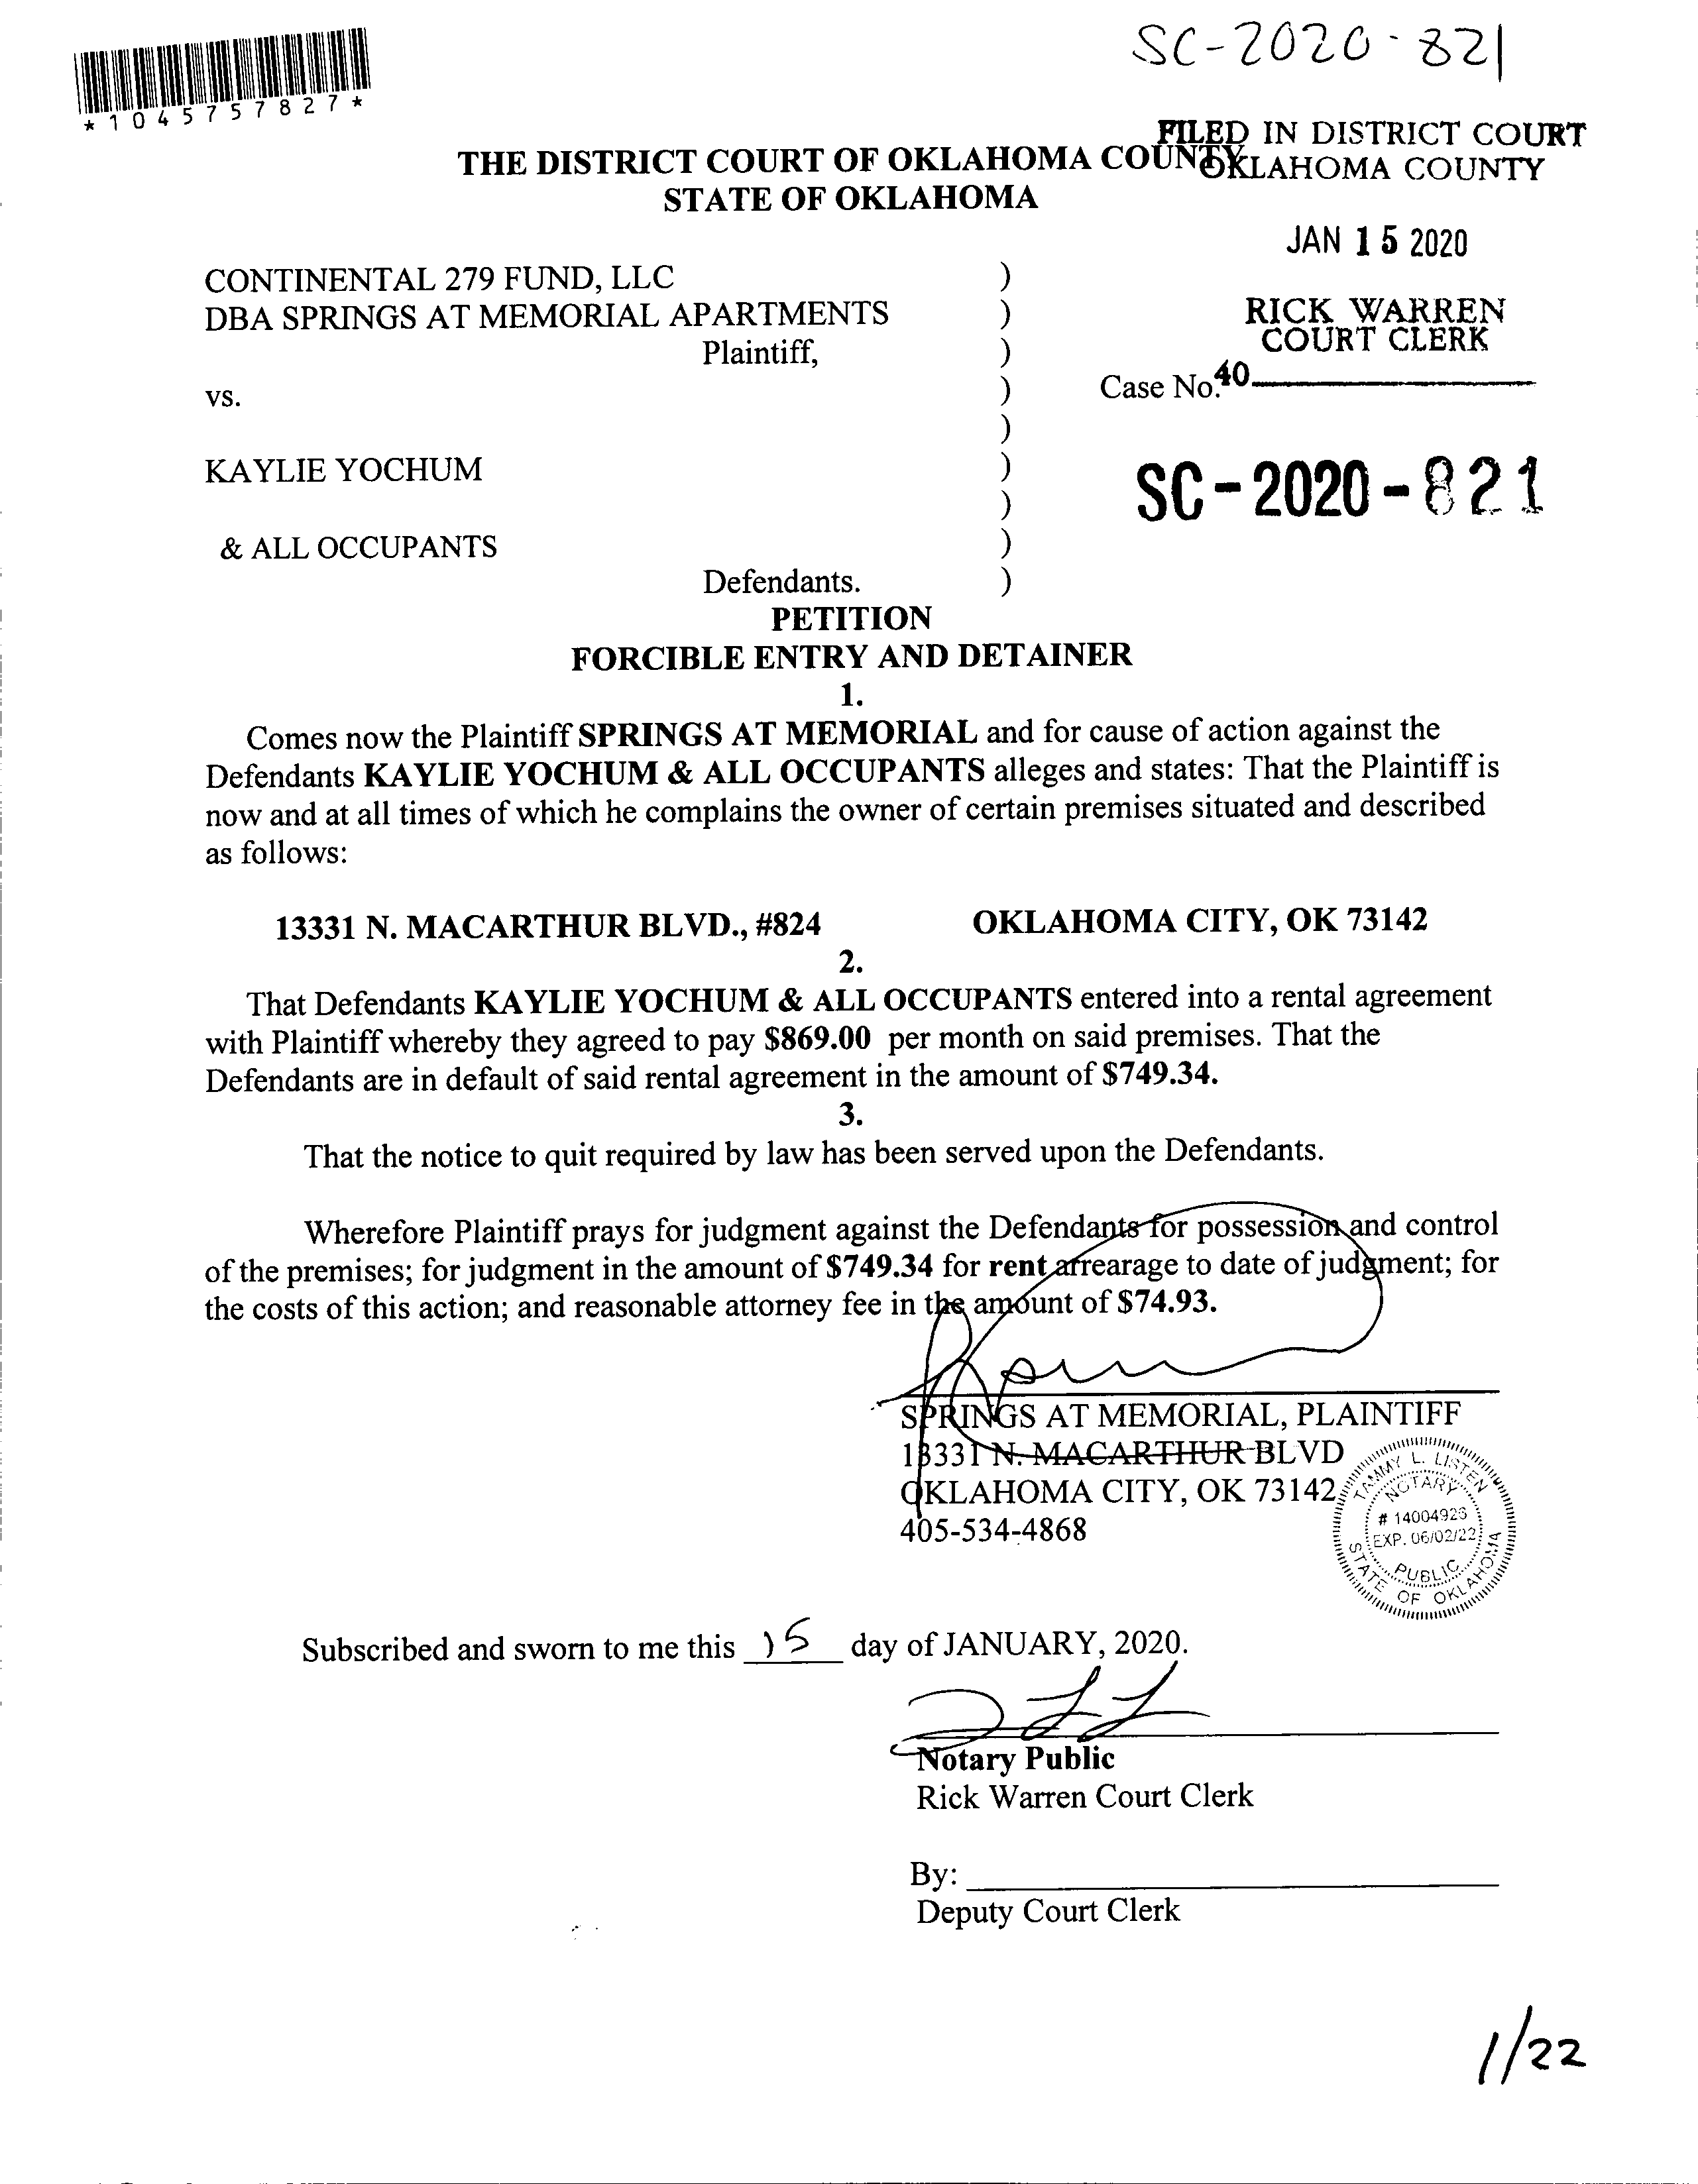 SC-2020-821
*1045757827*
FILED IN DISTRICT COURT
OKLAHOMA COUNTY
THE DISTRICT COURT OF OKLAHOMA COUNTY
STATE OF OKLAHOMA
JAN 15 2020
CONTINENTAL 279 FUND, LLC )
DBA SPRINGS AT MEMORIAL APARTMENTS )
RICK WARREN
COURT CLERK
Plaintiff, )
vs. ) Case No. 40
)
KAYLIE YOCHUM )
SC-2020-821
)
& ALL OCCUPANTS )
Defendants. )
PETITION
FORCIBLE ENTRY AND DETAINER
1.
Comes now the Plaintiff SPRINGS AT MEMORIAL and for cause of action against the
Defendants KAYLIE YOCHUM & ALL OCCUPANTS alleges and states: That the Plaintiff is
now and at all times of which he complains the owner of certain premises situated and described
as follows:
13331 N. MACARTHUR BLVD., #824 OKLAHOMA CITY, OK 73142
2.
That Defendants KAYLIE YOCHUM & ALL OCCUPANTS entered into a rental agreement
with Plaintiff whereby they agreed to pay $869.00 per month on said premises. That the
Defendants are in default of said rental agreement in the amount of $749.34.
3.
That the notice to quit required by law has been served upon the Defendants.
Wherefore Plaintiff prays for judgment against the Defendants for possession and control
of the premises; for judgment in the amount of $749.34 for rent arrearage to date of judgment; for
the costs of this action; and reasonable attorney fee in the amount of $74.93.
SPRINGS AT MEMORIAL, PLAINTIFF
13331 N. MACARTHUR BLVD
OKLAHOMA CITY, OK 73142
405-534-4868
TAMMY L. LISTEN
NOTARY
# 14004926
EXP. 06/02/22
PUBLIC
STATE OF OKLAHOMA
Subscribed and sworn to me this 15 day of JANUARY, 2020.
Notary Public
Rick Warren Court Clerk
By:
Deputy Court Clerk
1/22